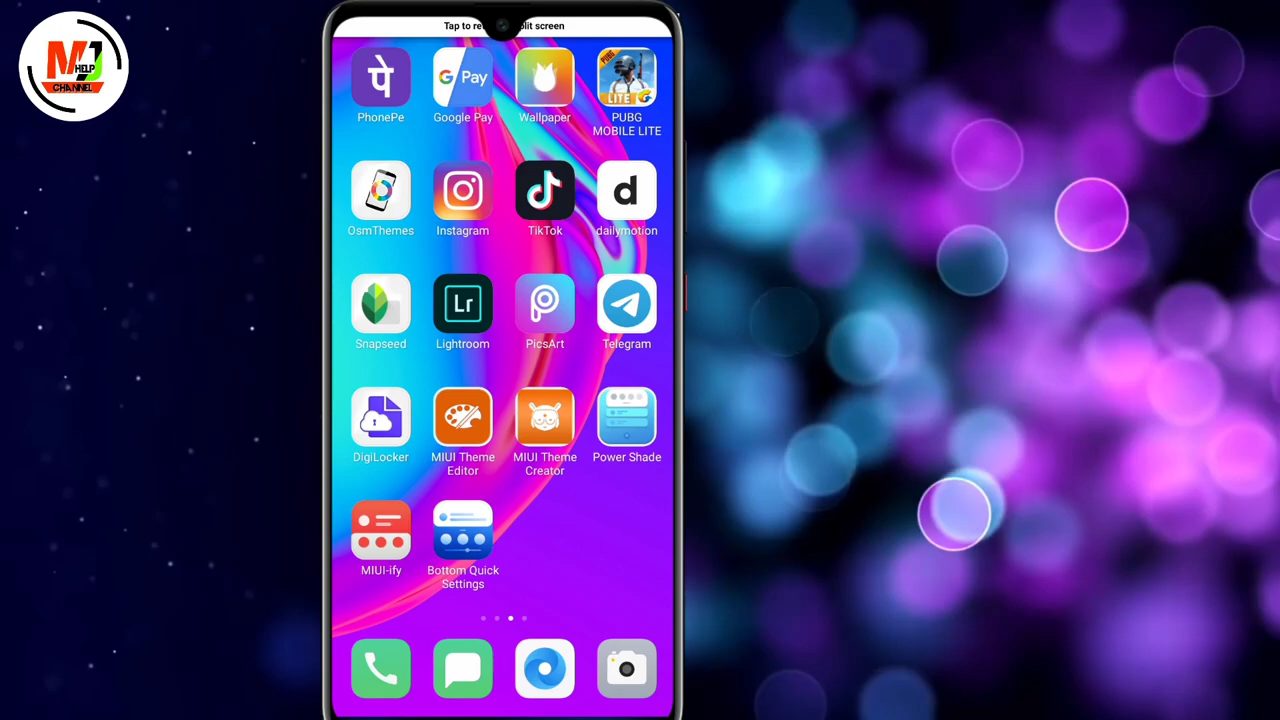 MJ
HELP
CHANNEL
Tap to re plit screen
पे
G Pay
PUBG
LITE
PhonePe
Google Pay
Wallpaper
PUBG
MOBILE LITE
d
OsmThemes
Instagram
TikTok
dailymotion
Lr
Snapseed
Lightroom
PicsArt
Telegram
DigiLocker
MIUI Theme
Editor
MIUI Theme
Creator
Power Shade
MIUI-ify
Bottom Quick
Settings